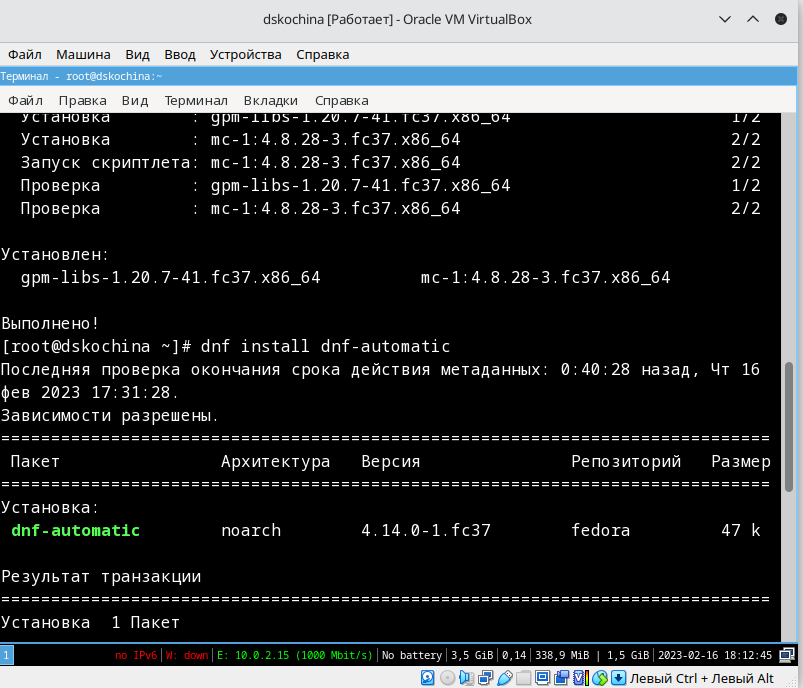 dskochina [Работает] - Oracle VM VirtualBox
Файл Машина Вид Ввод Устройства Справка
Терминал - root@dskochina:~
Файл Правка Вид Терминал Вкладки Справка
Установка : gpm-libs-1.20.7-41.fc37.x86_64 1/2
Установка : mc-1:4.8.28-3.fc37.x86_64 2/2
Запуск скриптлета: mc-1:4.8.28-3.fc37.x86_64 2/2
Проверка : gpm-libs-1.20.7-41.fc37.x86_64 1/2
Проверка : mc-1:4.8.28-3.fc37.x86_64 2/2
Установлен:
gpm-libs-1.20.7-41.fc37.x86_64 mc-1:4.8.28-3.fc37.x86_64
Выполнено!
[root@dskochina ~]# dnf install dnf-automatic
Последняя проверка окончания срока действия метаданных: 0:40:28 назад, Чт 16
фев 2023 17:31:28.
Зависимости разрешены.
================================================================================
Пакет Архитектура Версия Репозиторий Размер
================================================================================
Установка:
dnf-automatic noarch 4.14.0-1.fc37 fedora 47 k
Результат транзакции
================================================================================
Установка 1 Пакет
1 no IPv6 | W: down | E: 10.0.2.15 (1000 Mbit/s) | No battery | 3,5 GiB | 0,14 | 338,9 MiB | 1,5 GiB | 2023-02-16 18:12:45
Левый Ctrl + Левый Alt